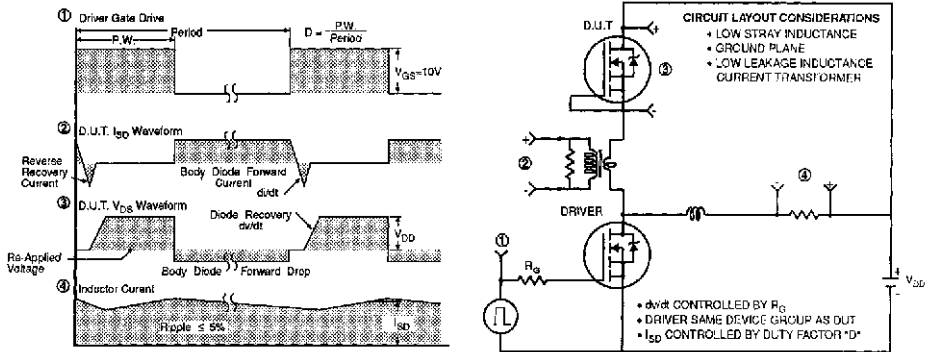 ① Driver Gate Drive
P.W.
Period
D = P.W. / Period
VGS=10V
② D.U.T. ISD Waveform
Reverse
Recovery
Current
Body Diode Forward
Current
di/dt
③ D.U.T. VDS Waveform
Diode Recovery
dv/dt
VDD
Re-Applied
Voltage
Body Diode Forward Drop
④ Inductor Curent
Ripple ≤ 5%
ISD
CIRCUIT LAYOUT CONSIDERATIONS
• LOW STRAY INDUCTANCE
• GROUND PLANE
• LOW LEAKAGE INDUCTANCE
CURRENT TRANSFORMER
D.U.T
+
③
-
+
②
-
④
-
+
DRIVER
①
RG
+
VDD
-
• dv/dt CONTROLLED BY RG
• DRIVER SAME DEVICE GROUP AS DUT
• ISD CONTROLLED BY DUTY FACTOR "D"